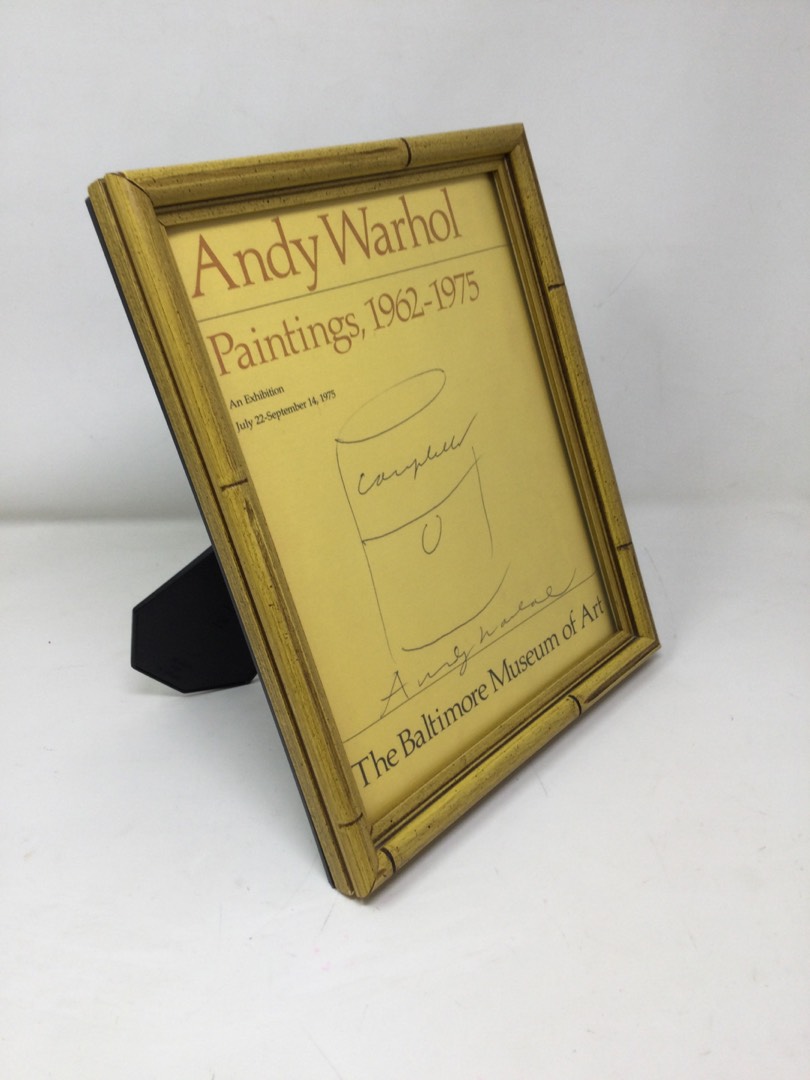 Andy Warhol
Paintings, 1962-1975
An Exhibition
July 22-September 14, 1975
Campbell
Andy Warhol
The Baltimore Museum of Art